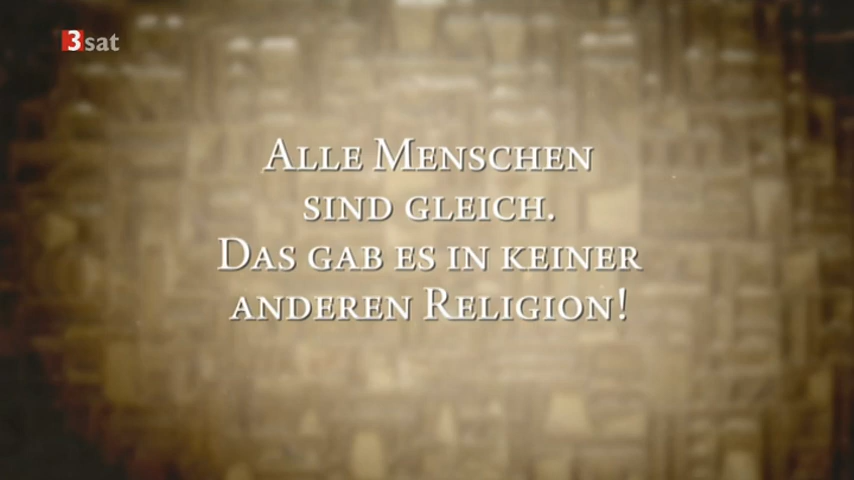 3sat
Alle Menschen
sind gleich.
Das gab es in keiner
anderen Religion!